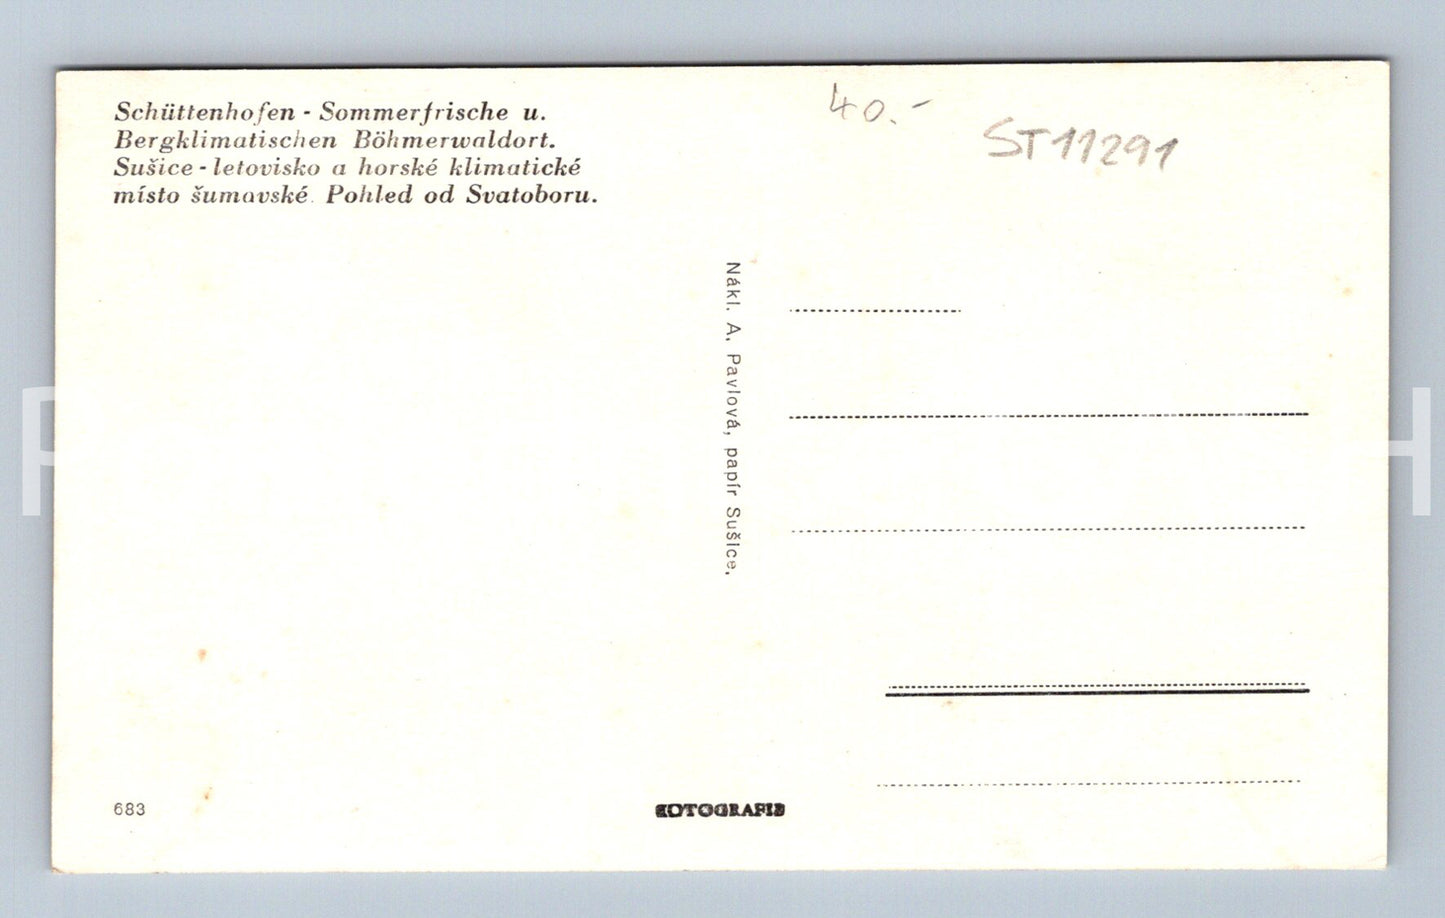 Schüttenhofen - Sommerfrische u.
Bergklimatischen Böhmerwaldort.
Sušice - letovisko a horské klimatické
místo šumavské. Pohled od Svatoboru.
40.-
ST11291
Nákl. A. Pavlová, papír Sušice.
683
FOTOGRAFIE